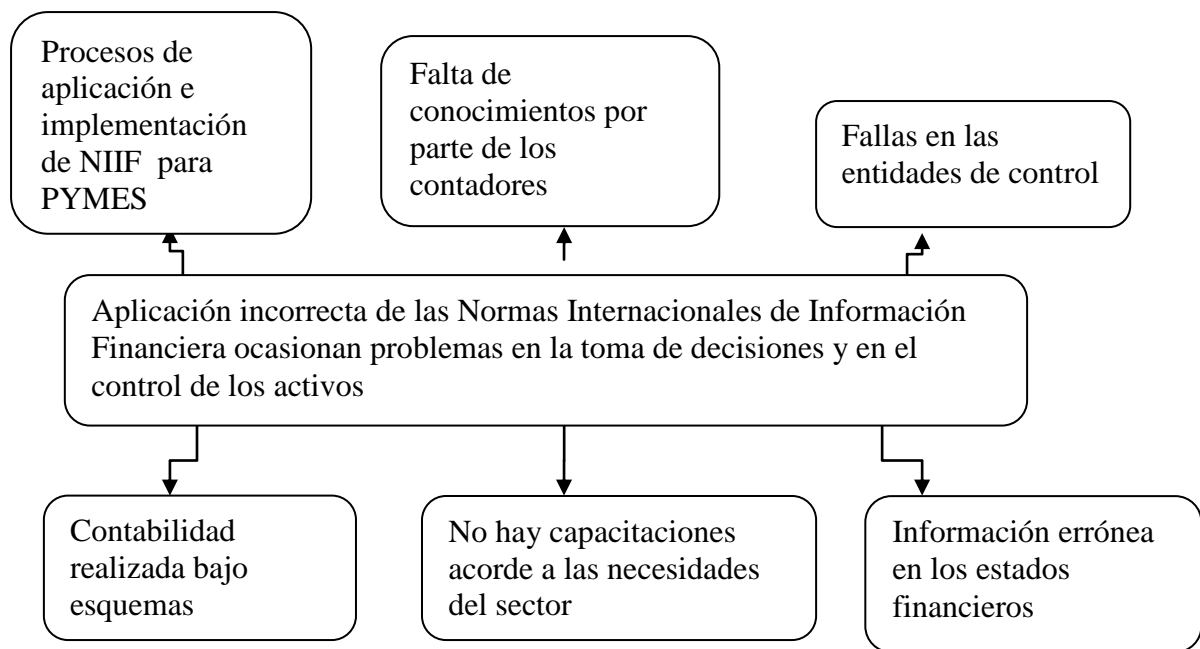 Procesos de
aplicación e
implementación
de NIIF para
PYMES
Falta de
conocimientos por
parte de los
contadores
Fallas en las
entidades de control
Aplicación incorrecta de las Normas Internacionales de Información
Financiera ocasionan problemas en la toma de decisiones y en el
control de los activos
Contabilidad
realizada bajo
esquemas
No hay capacitaciones
acorde a las necesidades
del sector
Información errónea
en los estados
financieros